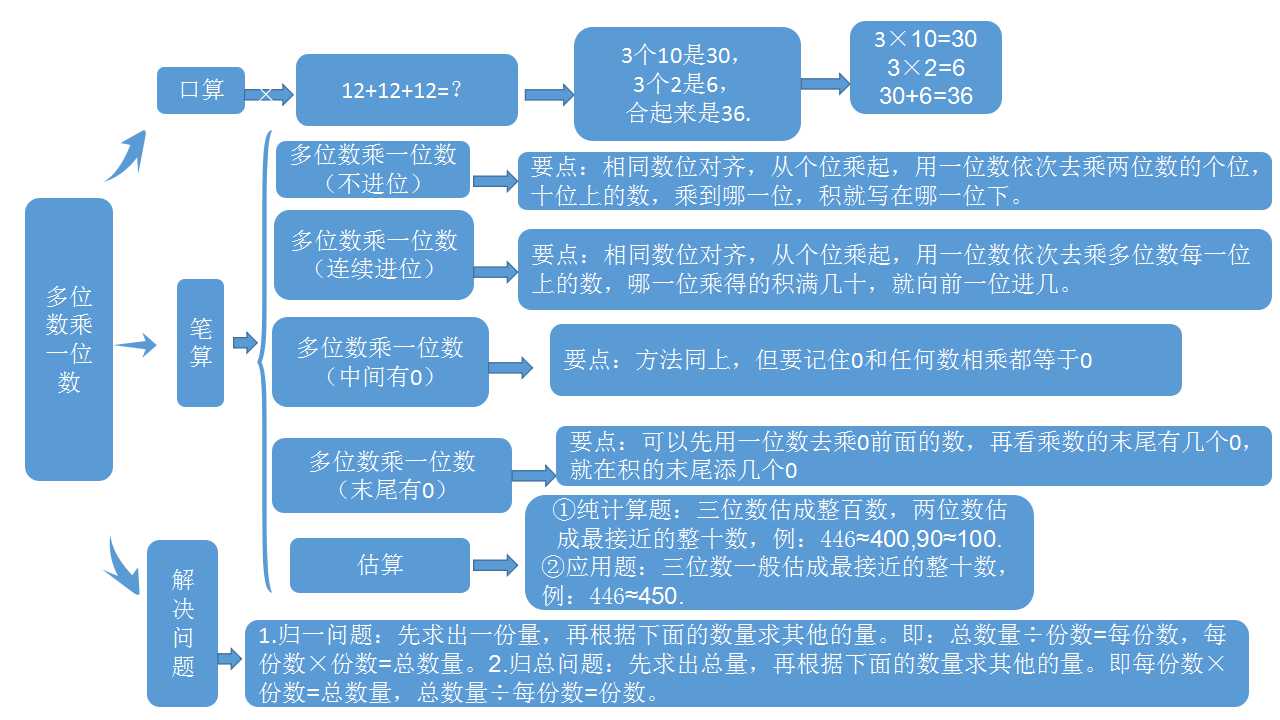 多位
数乘
一位
数
口算
×
12+12+12=？
3个10是30，
3个2是6，
合起来是36.
3×10=30
3×2=6
30+6=36
笔
算
多位数乘一位数
（不进位）
要点：相同数位对齐，从个位乘起，用一位数依次去乘两位数的个位，
十位上的数，乘到哪一位，积就写在哪一位下。
多位数乘一位数
（连续进位）
要点：相同数位对齐，从个位乘起，用一位数依次去乘多位数每一位
上的数，哪一位乘得的积满几十，就向前一位进几。
多位数乘一位数
（中间有0）
要点：方法同上，但要记住0和任何数相乘都等于0
多位数乘一位数
（末尾有0）
要点：可以先用一位数去乘0前面的数，再看乘数的末尾有几个0，
就在积的末尾添几个0
估算
①纯计算题：三位数估成整百数，两位数估
成最接近的整十数，例：446≈400,90≈100.
②应用题：三位数一般估成最接近的整十数，
例：446≈450.
解
决
问
题
1.归一问题：先求出一份量，再根据下面的数量求其他的量。即：总数量÷份数=每份数，每
份数×份数=总数量。2.归总问题：先求出总量，再根据下面的数量求其他的量。即每份数×
份数=总数量，总数量÷每份数=份数。